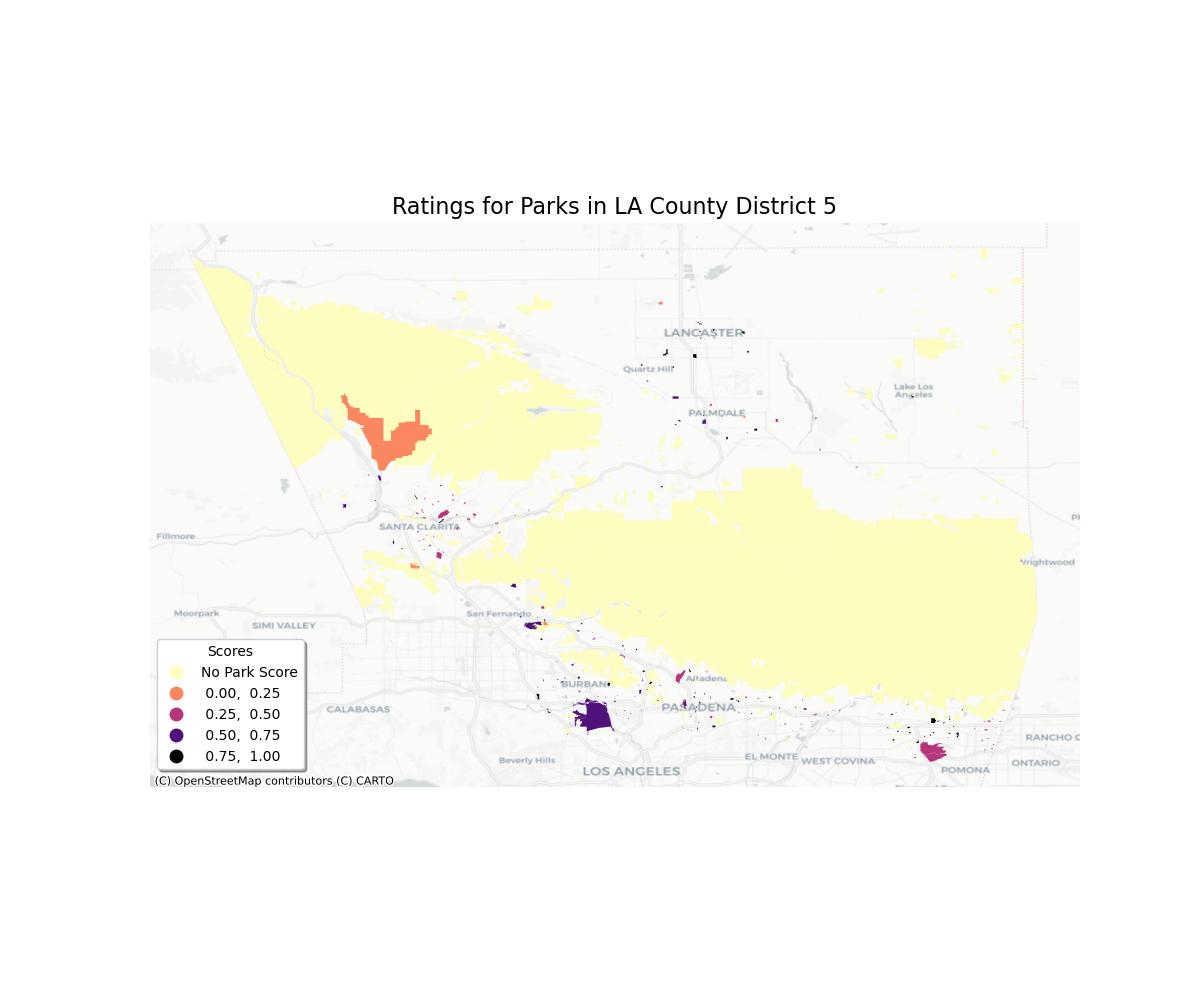 Ratings for Parks in LA County District 5
LANCASTER
Quartz Hill
Lake Los
Angeles
PALMDALE
SANTA CLARITA
Fillmore
Wrightwood
Moorpark
San Fernando
SIMI VALLEY
Scores
No Park Score
0.00, 0.25
0.25, 0.50
0.50, 0.75
0.75, 1.00
Altadena
BURBANK
CALABASAS
PASADENA
RANCHO C
Beverly Hills
EL MONTE
WEST COVINA
ONTARIO
LOS ANGELES
POMONA
(C) OpenStreetMap contributors (C) CARTO